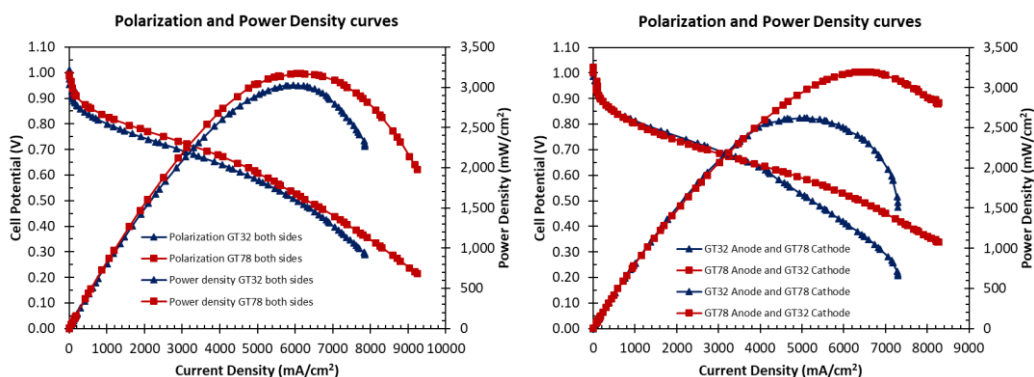 Polarization and Power Density curves
1.10
1.00
0.90
0.80
0.70
0.60
0.50
0.40
0.30
0.20
0.10
0.00
Cell Potential (V)
3,500
3,000
2,500
2,000
1,500
1,000
500
0
Power Density (mW/cm²)
Polarization GT32 both sides
Polarization GT78 both sides
Power density GT32 both sides
Power density GT78 both sides
0 1000 2000 3000 4000 5000 6000 7000 8000 9000 10000
Current Density (mA/cm²)
Polarization and Power Density curves
1.10
1.00
0.90
0.80
0.70
0.60
0.50
0.40
0.30
0.20
0.10
0.00
Cell Potential (V)
3,500
3,000
2,500
2,000
1,500
1,000
500
0
Power Density (mW/cm²)
GT32 Anode and GT78 Cathode
GT78 Anode and GT32 Cathode
GT32 Anode and GT78 Cathode
GT78 Anode and GT32 Cathode
0 1000 2000 3000 4000 5000 6000 7000 8000 9000
Current Density (mA/cm²)